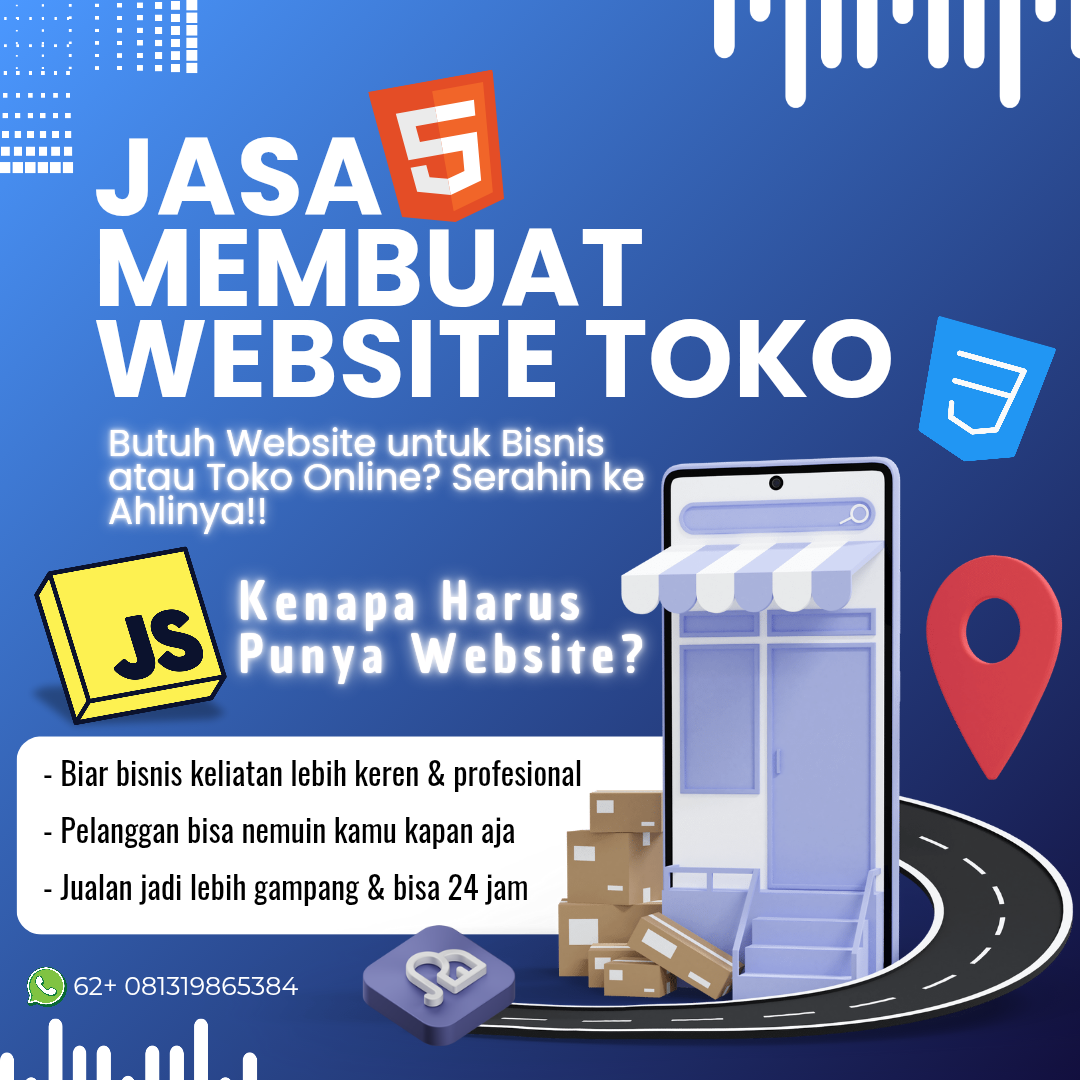 JASA
MEMBUAT
WEBSITE TOKO
Butuh Website untuk Bisnis
atau Toko Online? Serahin ke
Ahlinya!!
JS
Kenapa Harus
Punya Website?
- Biar bisnis keliatan lebih keren & profesional
- Pelanggan bisa nemuin kamu kapan aja
- Jualan jadi lebih gampang & bisa 24 jam
62+ 081319865384